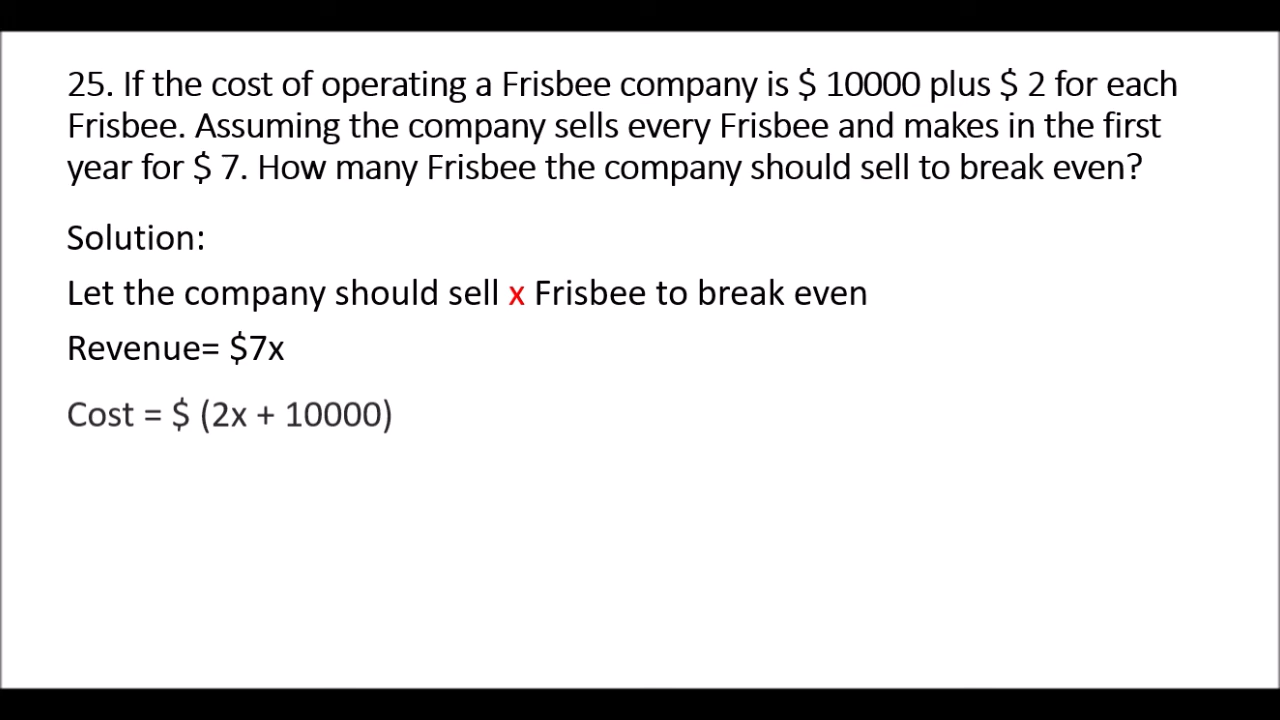 25. If the cost of operating a Frisbee company is $ 10000 plus $ 2 for each
Frisbee. Assuming the company sells every Frisbee and makes in the first
year for $ 7. How many Frisbee the company should sell to break even?
Solution:
Let the company should sell x Frisbee to break even
Revenue= $7x
Cost = $ (2x + 10000)